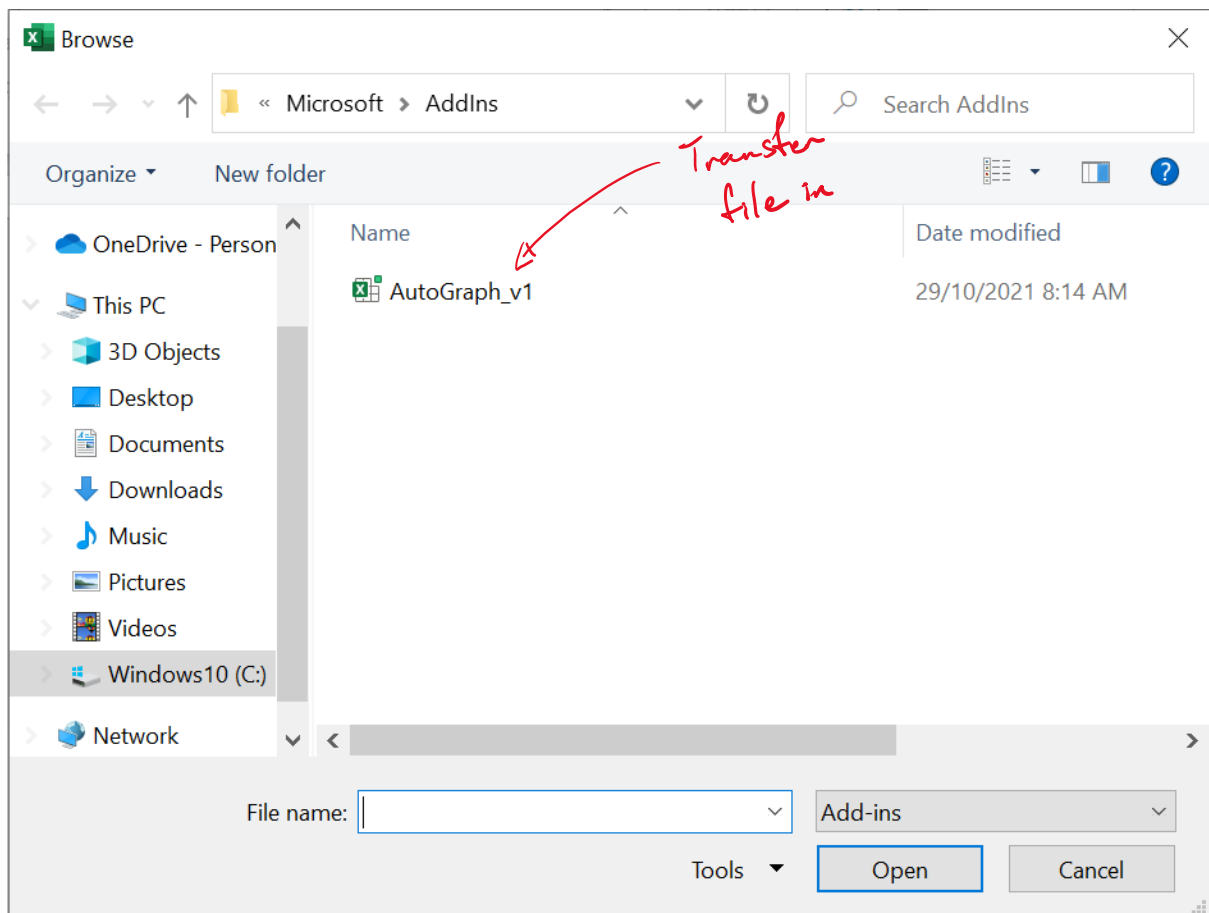 Browse
« Microsoft > AddIns
Search AddIns
Organize
New folder
Transfer
file in
Name
Date modified
OneDrive - Person
AutoGraph_v1
29/10/2021 8:14 AM
This PC
3D Objects
Desktop
Documents
Downloads
Music
Pictures
Videos
Windows10 (C:)
Network
File name:
Add-ins
Tools
Open
Cancel